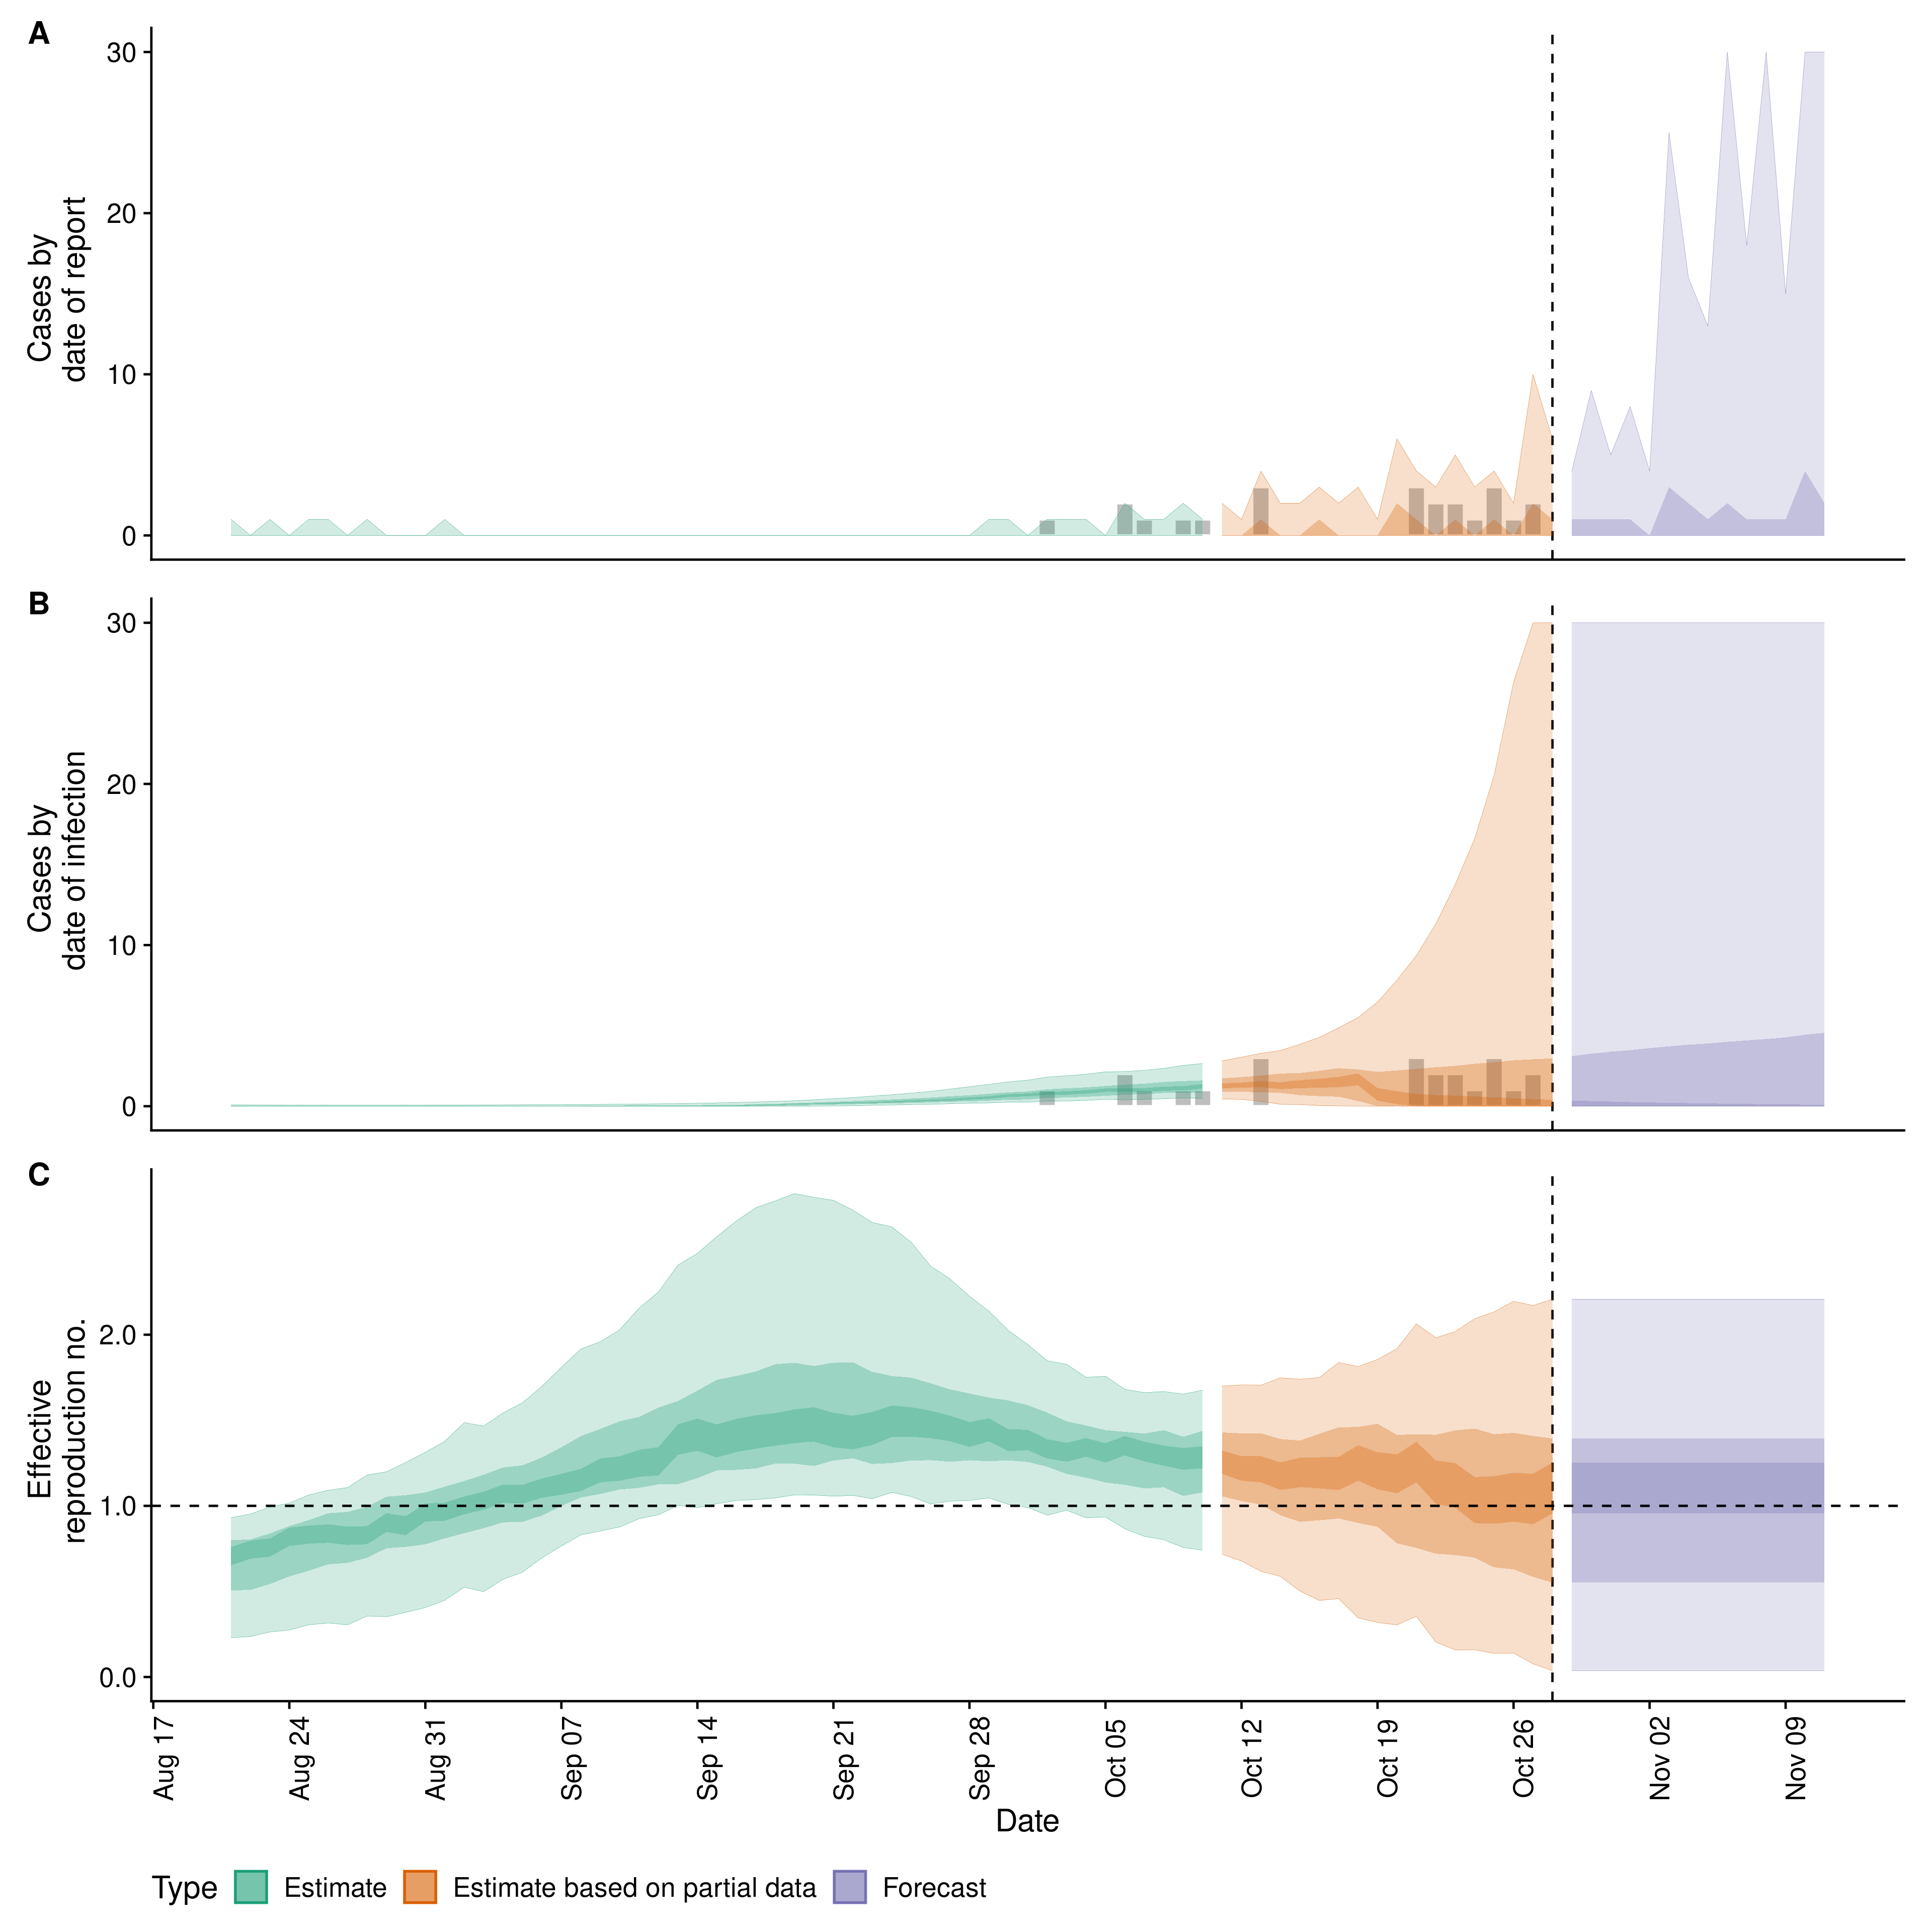 A
30
20
10
0
Cases by
date of report
B
30
20
10
0
Cases by
date of infection
C
2.0
1.0
0.0
Effective
reproduction no.
Aug 17
Aug 24
Aug 31
Sep 07
Sep 14
Sep 21
Sep 28
Oct 05
Oct 12
Oct 19
Oct 26
Nov 02
Nov 09
Date
Type Estimate Estimate based on partial data Forecast